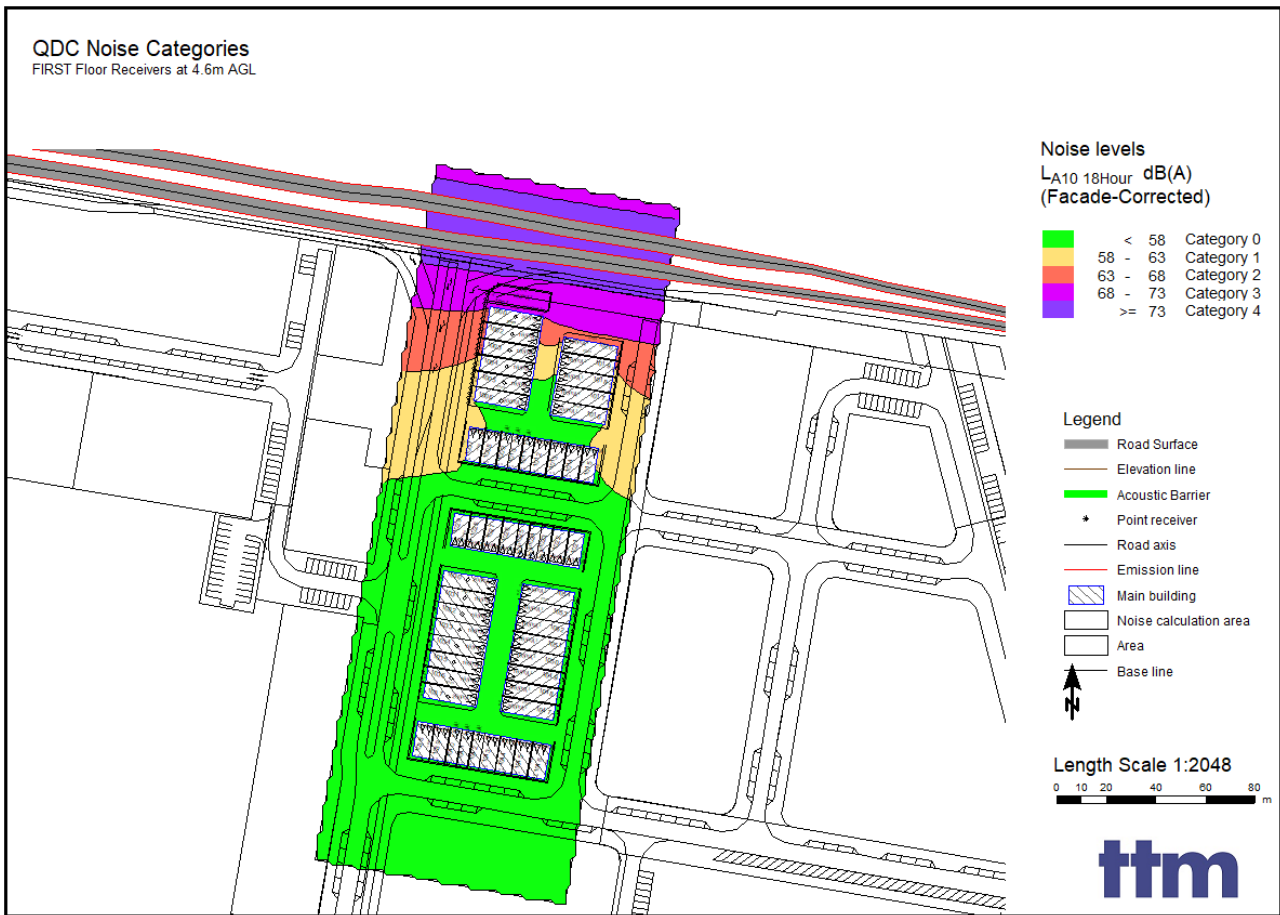 QDC Noise Categories
FIRST Floor Receivers at 4.6m AGL
Noise levels
LA10 18Hour dB(A)
(Facade-Corrected)
< 58 Category 0
58 - 63 Category 1
63 - 68 Category 2
68 - 73 Category 3
>= 73 Category 4
Legend
Road Surface
Elevation line
Acoustic Barrier
Point receiver
Road axis
Emission line
Main building
Noise calculation area
Area
Base line
N
Length Scale 1:2048
0 10 20 40 60 80 m
ttm